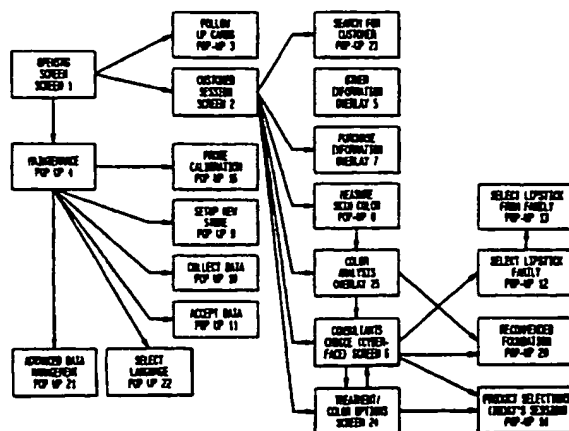 FOLLOW
UP CARDS
POP-UP 3
SEARCH FOR
CUSTOMER
POP-UP 23
OPENING
SCREEN
SCREEN 1
CUSTOMER
SESSION
SCREEN 2
OTHER
INFORMATION
OVERLAY 5
MAINTENANCE
POP UP 4
PROBE
CALIBRATION
POP UP
PURCHASE
INFORMATION
OVERLAY 7
SETUP NEW
STORE
POP UP 9
MEASURE
SKIN COLOR
POP-UP 8
SELECT LIPSTICK
FROM FAMILY
POP-UP 13
COLLECT DATA
POP UP 10
COLOR
ANALYSIS
OVERLAY 25
SELECT LIPSTICK
FAMILY
POP-UP 12
ACCEPT DATA
POP UP 11
CONSULTANTS
CHOICE (CYBER-
FACE) SCREEN 6
RECOMMENDED
FOUNDATION
POP-UP 20
ADVANCED DATA
MANAGEMENT
POP UP 21
SELECT
LANGUAGE
POP UP 22
TREATMENT/
COLOR OPTIONS
SCREEN 24
PRODUCT SELECTIONS
(TODAY'S SESSION)
POP-UP